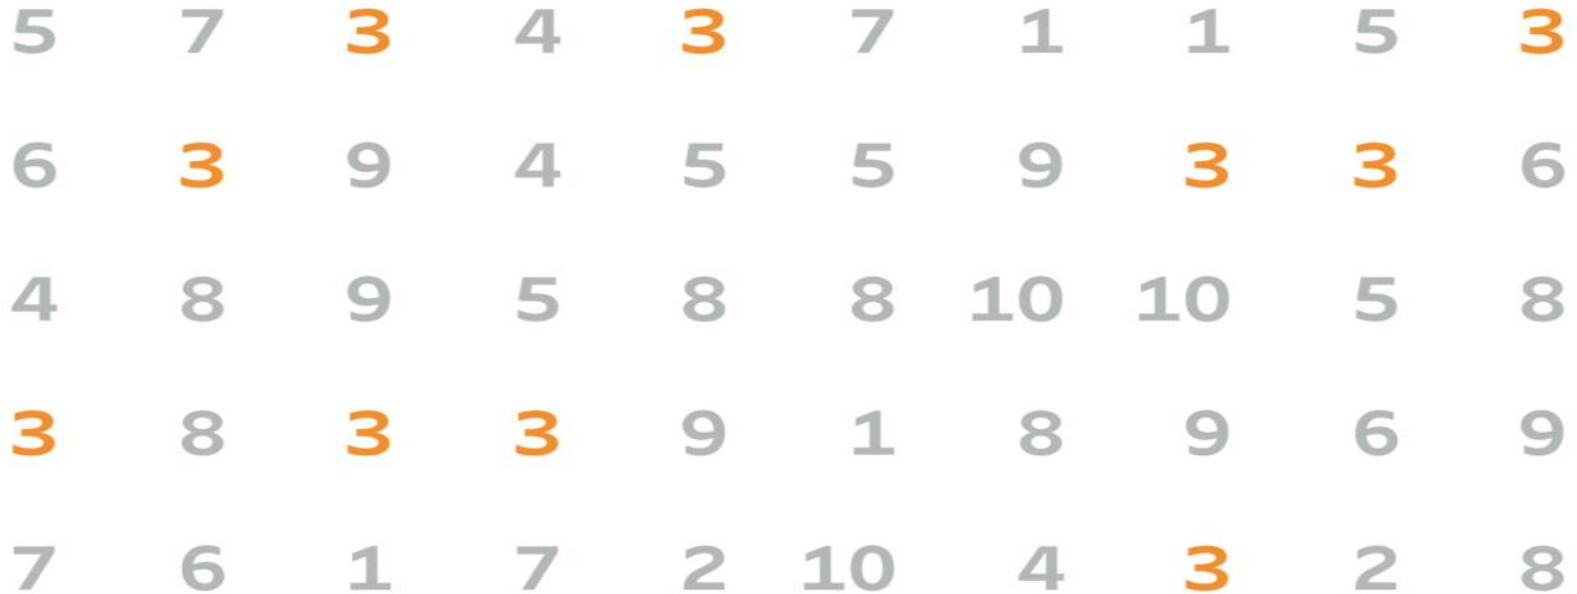 5 7 3 4 3 7 1 1 5 3
6 3 9 4 5 5 9 3 3 6
4 8 9 5 8 8 10 10 5 8
3 8 3 3 9 1 8 9 6 9
7 6 1 7 2 10 4 3 2 8